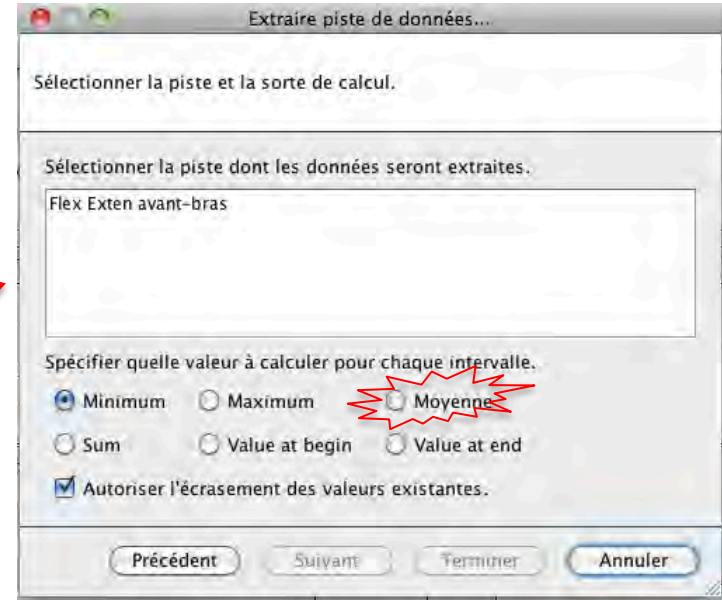 Extraire piste de données...
Sélectionner la piste et la sorte de calcul.
Sélectionner la piste dont les données seront extraites.
Flex Exten avant-bras
Spécifier quelle valeur à calculer pour chaque intervalle.
Minimum Maximum Moyenne
Sum Value at begin Value at end
Autoriser l'écrasement des valeurs existantes.
Précédent Suivant Terminer Annuler